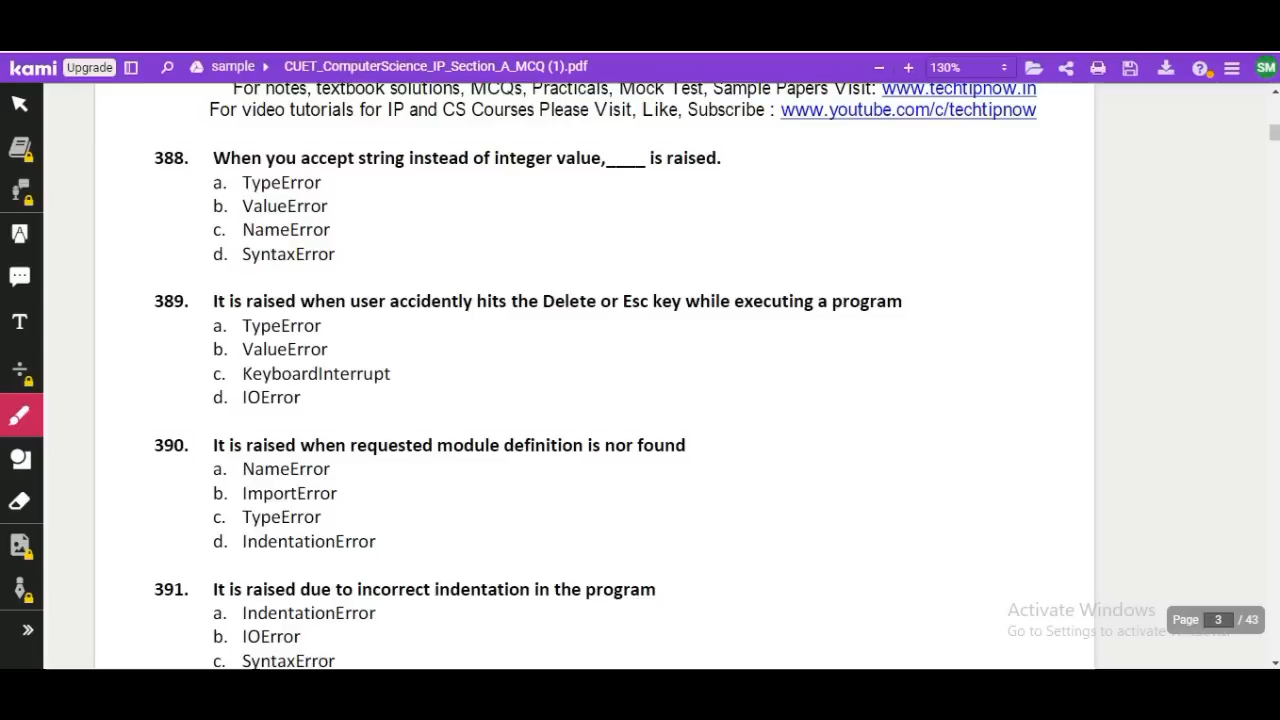 kami Upgrade sample CUET_ComputerScience_IP_Section_A_MCQ (1).pdf 130% SM
For notes, textbook solutions, MCQs, Practicals, Mock Test, Sample Papers Visit: www.techtipnow.in
For video tutorials for IP and CS Courses Please Visit, Like, Subscribe : www.youtube.com/c/techtipnow
388. When you accept string instead of integer value,____ is raised.
a. TypeError
b. ValueError
c. NameError
d. SyntaxError
389. It is raised when user accidently hits the Delete or Esc key while executing a program
a. TypeError
b. ValueError
c. KeyboardInterrupt
d. IOError
390. It is raised when requested module definition is nor found
a. NameError
b. ImportError
c. TypeError
d. IndentationError
391. It is raised due to incorrect indentation in the program
a. IndentationError
b. IOError
c. SyntaxError
Activate Windows
Go to Settings to activate
Page 3 / 43